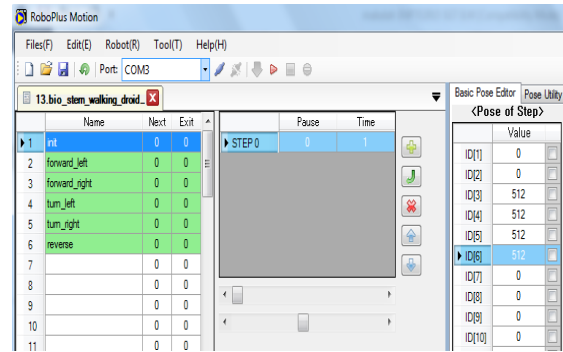 RoboPlus Motion
Files(F) Edit(E) Robot(R) Tool(T) Help(H)
Port: COM3
13.bio_stem_walking_droid_
Name Next Exit
1 init 0 0
2 forward_left 0 0
3 forward_right 0 0
4 turn_left 0 0
5 turn_right 0 0
6 reverse 0 0
7 0 0
8 0 0
9 0 0
10 0 0
11 0 0
Pause Time
STEP 0 0 1
Basic Pose Editor Pose Utility
<Pose of Step>
Value
ID[1] 0
ID[2] 0
ID[3] 512
ID[4] 512
ID[5] 512
ID[6] 512
ID[7] 0
ID[8] 0
ID[9] 0
ID[10] 0